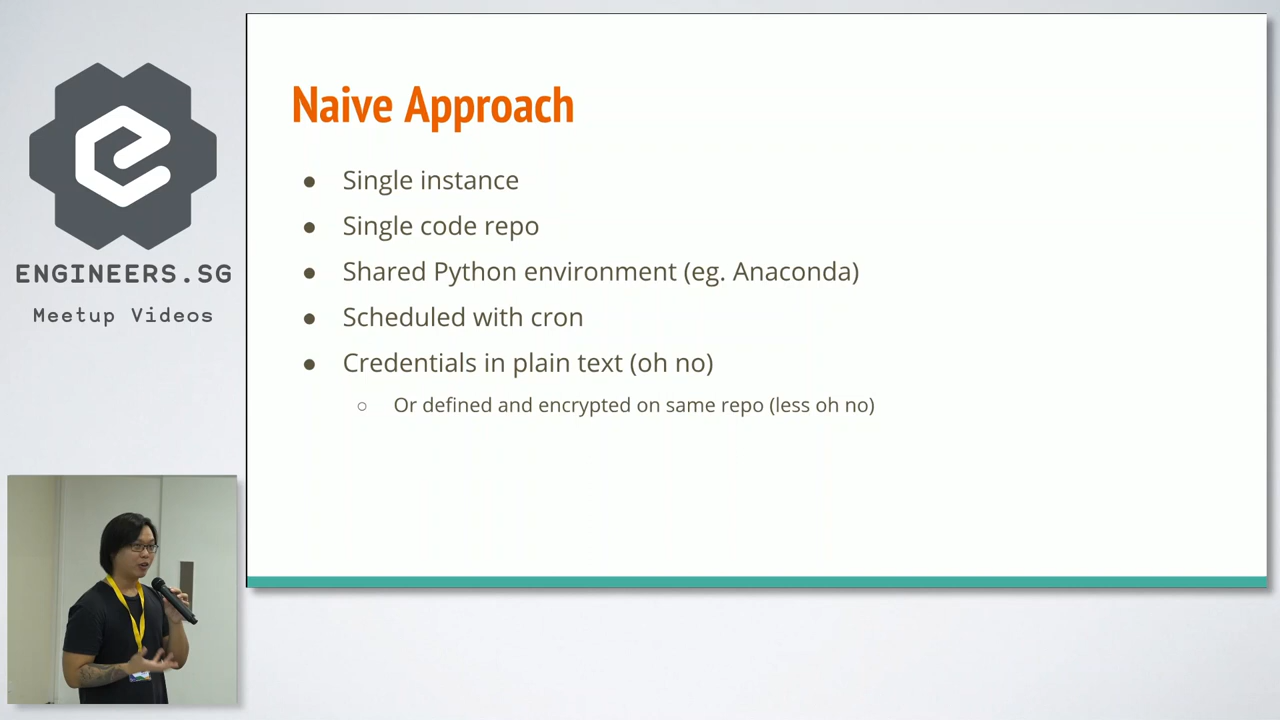 ENGINEERS.SG
Meetup Videos
Naive Approach
● Single instance
● Single code repo
● Shared Python environment (eg. Anaconda)
● Scheduled with cron
● Credentials in plain text (oh no)
○ Or defined and encrypted on same repo (less oh no)